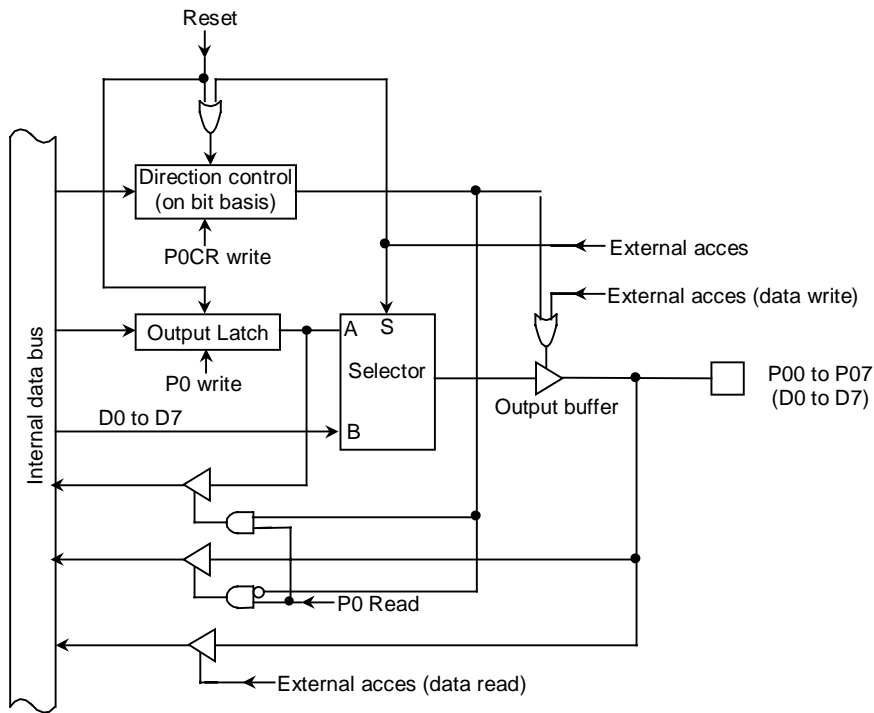 Reset
Direction control
(on bit basis)
P0CR write
External acces
External acces (data write)
Output Latch
A
S
Selector
B
P0 write
D0 to D7
Output buffer
P00 to P07
(D0 to D7)
Internal data bus
P0 Read
External acces (data read)